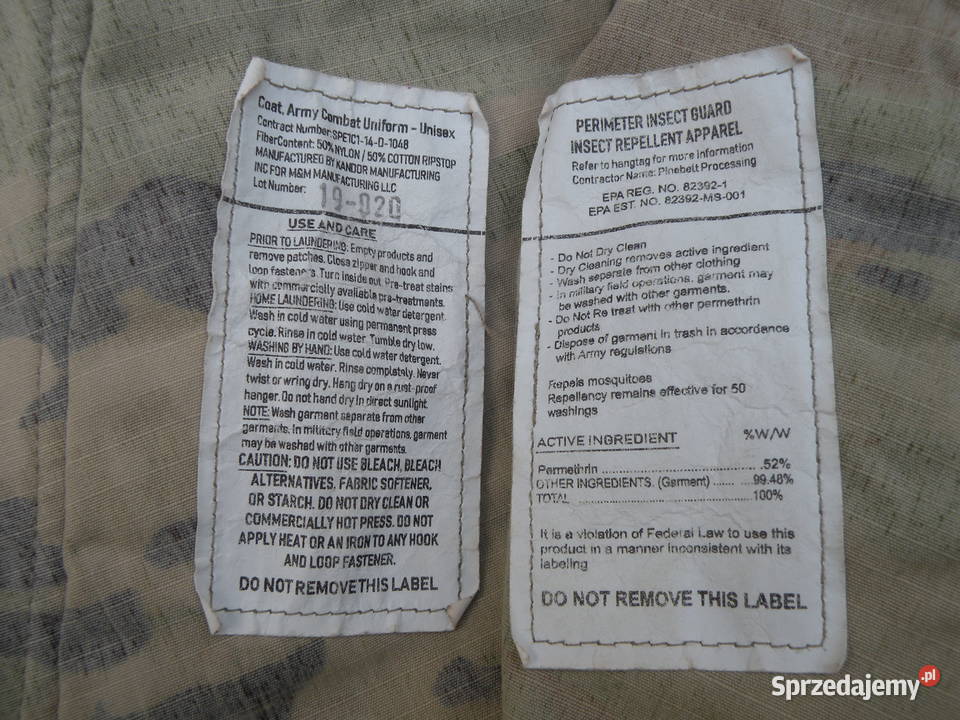 Coat, Army Combat Uniform - Unisex
Contract Number:SPE1C1-14-D-1048
FiberContent: 50% NYLON / 50% COTTON RIPSTOP
MANUFACTURED BY KANDOR MANUFACTURING
INC FOR M&M MANUFACTURING LLC
Lot Number: 19-020
USE AND CARE
PRIOR TO LAUNDERING: Empty products and
remove patches. Close zipper and hook and
loop fasteners. Turn inside out. Pre-treat stains
with commercially available pre-treatments.
HOME LAUNDERING: Use cold water detergent.
Wash in cold water using permanent press
cycle. Rinse in cold water. Tumble dry low.
WASHING BY HAND: Use cold water detergent.
Wash in cold water. Rinse completely. Never
twist or wring dry. Hang dry on a rust-proof
hanger. Do not hand dry in direct sunlight.
NOTE: Wash garment separate from other
garments. In military field operations, garment
may be washed with other garments.
CAUTION: DO NOT USE BLEACH, BLEACH
ALTERNATIVES, FABRIC SOFTENER,
OR STARCH. DO NOT DRY CLEAN OR
COMMERCIALLY HOT PRESS. DO NOT
APPLY HEAT OR AN IRON TO ANY HOOK
AND LOOP FASTENER.
DO NOT REMOVE THIS LABEL
PERIMETER INSECT GUARD
INSECT REPELLENT APPAREL
Refer to hangtag for more information
Contractor Name: Pinebelt Processing
EPA REG. NO. 82392-1
EPA EST. NO. 82392-MS-001
- Do Not Dry Clean
- Dry Cleaning removes active ingredient
- Wash separate from other clothing
- In military field operations, garment may
be washed with other garments.
- Do Not Re treat with other permethrin
products
- Dispose of garment in trash in accordance
with Army regulations
Repels mosquitoes
Repellency remains effective for 50
washings
ACTIVE INGREDIENT %W/W
Permethrin .52%
OTHER INGREDIENTS. (Garment) 99.48%
TOTAL 100%
It is a violation of Federal Law to use this
product in a manner inconsistent with its
labeling
DO NOT REMOVE THIS LABEL
Sprzedajemy.pl